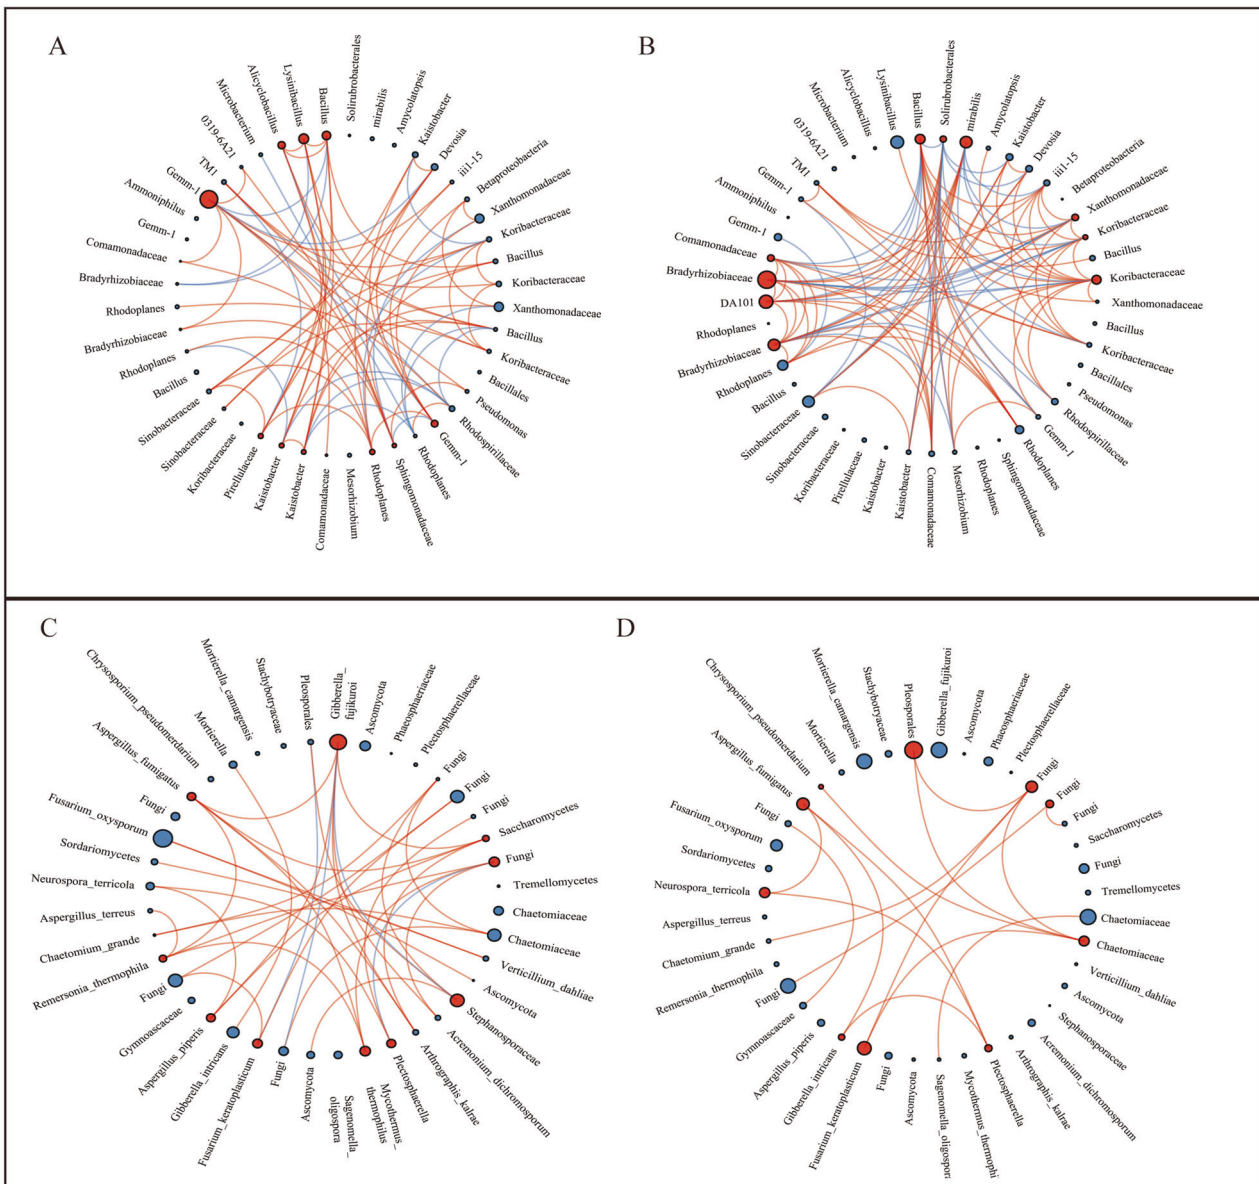 A
Solirubrobacterales
mirabilis
Amycolatopsis
Kaistobacter
Devosia
iii1-15
Betaproteobacteria
Xanthomonadaceae
Koribacteraceae
Bacillus
Koribacteraceae
Xanthomonadaceae
Bacillus
Koribacteraceae
Bacillales
Pseudomonas
Rhodospirillaceae
Gemm-1
Rhodoplanes
Sphingomonadaceae
Rhodoplanes
Mesorhizobium
Comamonadaceae
Kaistobacter
Kaistobacter
Pirellulaceae
Koribacteraceae
Sinobacteraceae
Sinobacteraceae
Bacillus
Rhodoplanes
Bradyrhizobiaceae
Rhodoplanes
Bradyrhizobiaceae
Comamonadaceae
Gemm-1
Ammoniphilus
Gemm-1
TM1
0319-6A21
Microbacterium
Alicyclobacillus
Lysinibacillus
Bacillus
B
Solirubrobacterales
mirabilis
Amycolatopsis
Kaistobacter
Devosia
iii1-15
Betaproteobacteria
Xanthomonadaceae
Koribacteraceae
Bacillus
Koribacteraceae
Xanthomonadaceae
Bacillus
Koribacteraceae
Bacillales
Pseudomonas
Rhodospirillaceae
Gemm-1
Rhodoplanes
Sphingomonadaceae
Rhodoplanes
Mesorhizobium
Comamonadaceae
Kaistobacter
Kaistobacter
Pirellulaceae
Koribacteraceae
Sinobacteraceae
Sinobacteraceae
Bacillus
Rhodoplanes
Bradyrhizobiaceae
Rhodoplanes
DA101
Bradyrhizobiaceae
Comamonadaceae
Gemm-1
Ammoniphilus
Gemm-1
TM1
0319-6A21
Microbacterium
Alicyclobacillus
Lysinibacillus
Bacillus
C
Gibberella_
fujikuroi
Ascomycota
Phaeosphaeriaceae
Plectosphaerellaceae
Fungi
Fungi
Fungi
Saccharomycetes
Fungi
Tremellomycetes
Chaetomiaceae
Chaetomiaceae
Verticillium_dahliae
Ascomycota
Stephanosporaceae
Acremonium_dichromosporum
Arthrographis_kalrae
Plectosphaerella
Mycothermus_
thermophilus
Sagenomella_
oligospora
Ascomycota
Fungi
Fusarium_keratoplasticum
Gibberella_intricans
Aspergillus_piperis
Gymnoascaceae
Fungi
Remersonia_thermophila
Chaetomium_grande
Aspergillus_terreus
Neurospora_terricola
Sordariomycetes
Fusarium_oxysporum
Fungi
Aspergillus_fumigatus
Chrysosporium_pseudomerdarium
Mortierella
Mortierella_camargensis
Stachybotryaceae
Pleosporales
D
Gibberella_fujikuroi
Ascomycota
Phaeosphaeriaceae
Plectosphaerellaceae
Fungi
Fungi
Fungi
Saccharomycetes
Fungi
Tremellomycetes
Chaetomiaceae
Chaetomiaceae
Verticillium_dahliae
Ascomycota
Stephanosporaceae
Acremonium_dichromosporum
Arthrographis_kalrae
Plectosphaerella
Mycothermus_thermophi
Sagenomella_oligospora
Ascomycota
Fungi
Fusarium_keratoplasticum
Gibberella_intricans
Aspergillus_piperis
Gymnoascaceae
Fungi
Remersonia_thermophila
Chaetomium_grande
Aspergillus_terreus
Neurospora_terricola
Sordariomycetes
Fusarium_oxysporum
Fungi
Aspergillus_fumigatus
Chrysosporium_pseudomerdarium
Mortierella
Mortierella_camargensis
Stachybotryaceae
Pleosporales